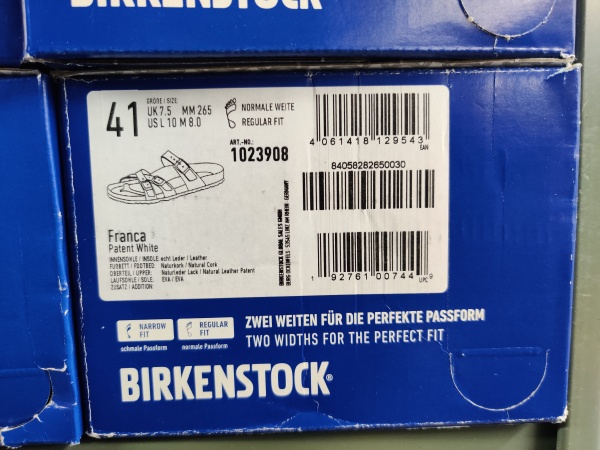 BIRKENSTOCK
41
GRÖSSE / SIZE
UK 7.5 MM 265
US L 10 M 8.0
NORMALE WEITE
REGULAR FIT
ART.-NO.
1023908
4 061418 129543
EAN
84058282650030
Franca
Patent White
INNENSOHLE / INSOLE: echt Leder / Leather
FUßBETT / FOOTBED: Naturkork / Natural Cork
OBERTEIL / UPPER: Naturleder Lack / Natural Leather Patent
LAUFSOHLE / SOLE: EVA / EVA
ZUSATZ / ADDITION:
BIRKENSTOCK GLOBAL SALES GMBH
1 92761 00744 9
UPC
NARROW FIT
schmale Passform
REGULAR FIT
normale Passform
ZWEI WEITEN FÜR DIE PERFEKTE PASSFORM
TWO WIDTHS FOR THE PERFECT FIT
BIRKENSTOCK®